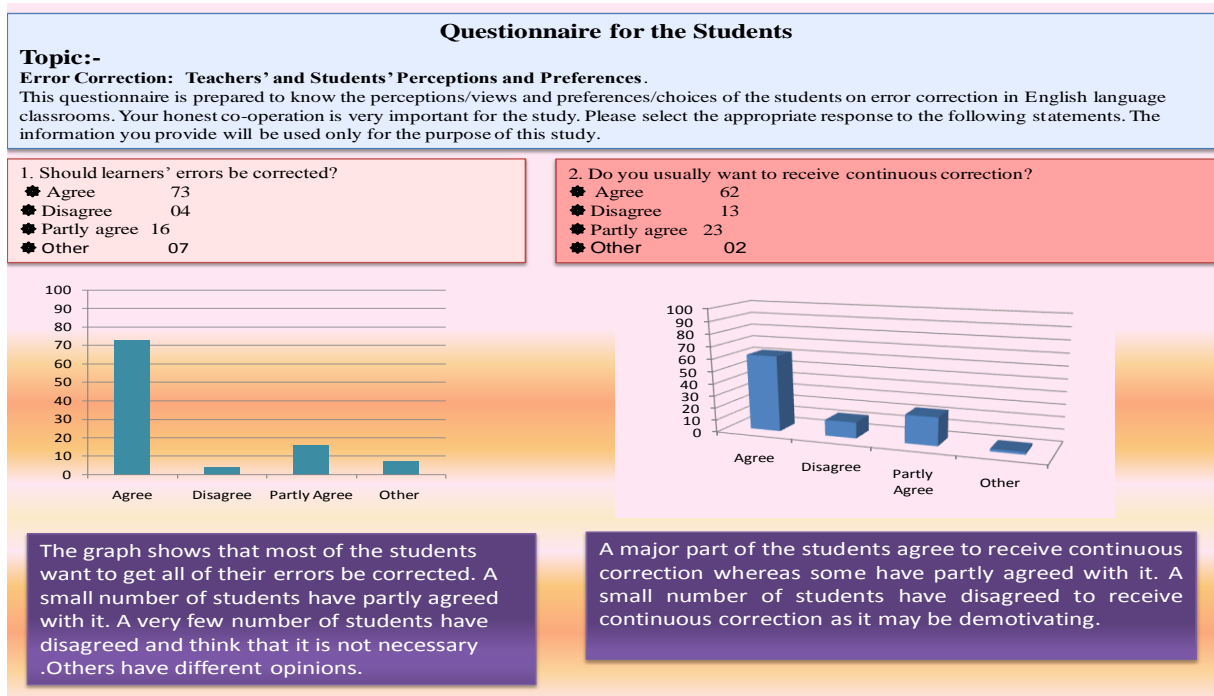 Questionnaire for the Students
Topic:-
Error Correction: Teachers' and Students' Perceptions and Preferences.
This questionnaire is prepared to know the perceptions/views and preferences/choices of the students on error correction in English language
classrooms. Your honest co-operation is very important for the study. Please select the appropriate response to the following statements. The
information you provide will be used only for the purpose of this study.
1. Should learners' errors be corrected?
Agree 73
Disagree 04
Partly agree 16
Other 07
2. Do you usually want to receive continuous correction?
Agree 62
Disagree 13
Partly agree 23
Other 02
100
90
80
70
60
50
40
30
20
10
0
Agree Disagree Partly Agree Other
100
90
80
70
60
50
40
30
20
10
0
Agree Disagree Partly Other
Agree
The graph shows that most of the students
want to get all of their errors be corrected. A
small number of students have partly agreed
with it. A very few number of students have
disagreed and think that it is not necessary
.Others have different opinions.
A major part of the students agree to receive continuous
correction whereas some have partly agreed with it. A
small number of students have disagreed to receive
continuous correction as it may be demotivating.